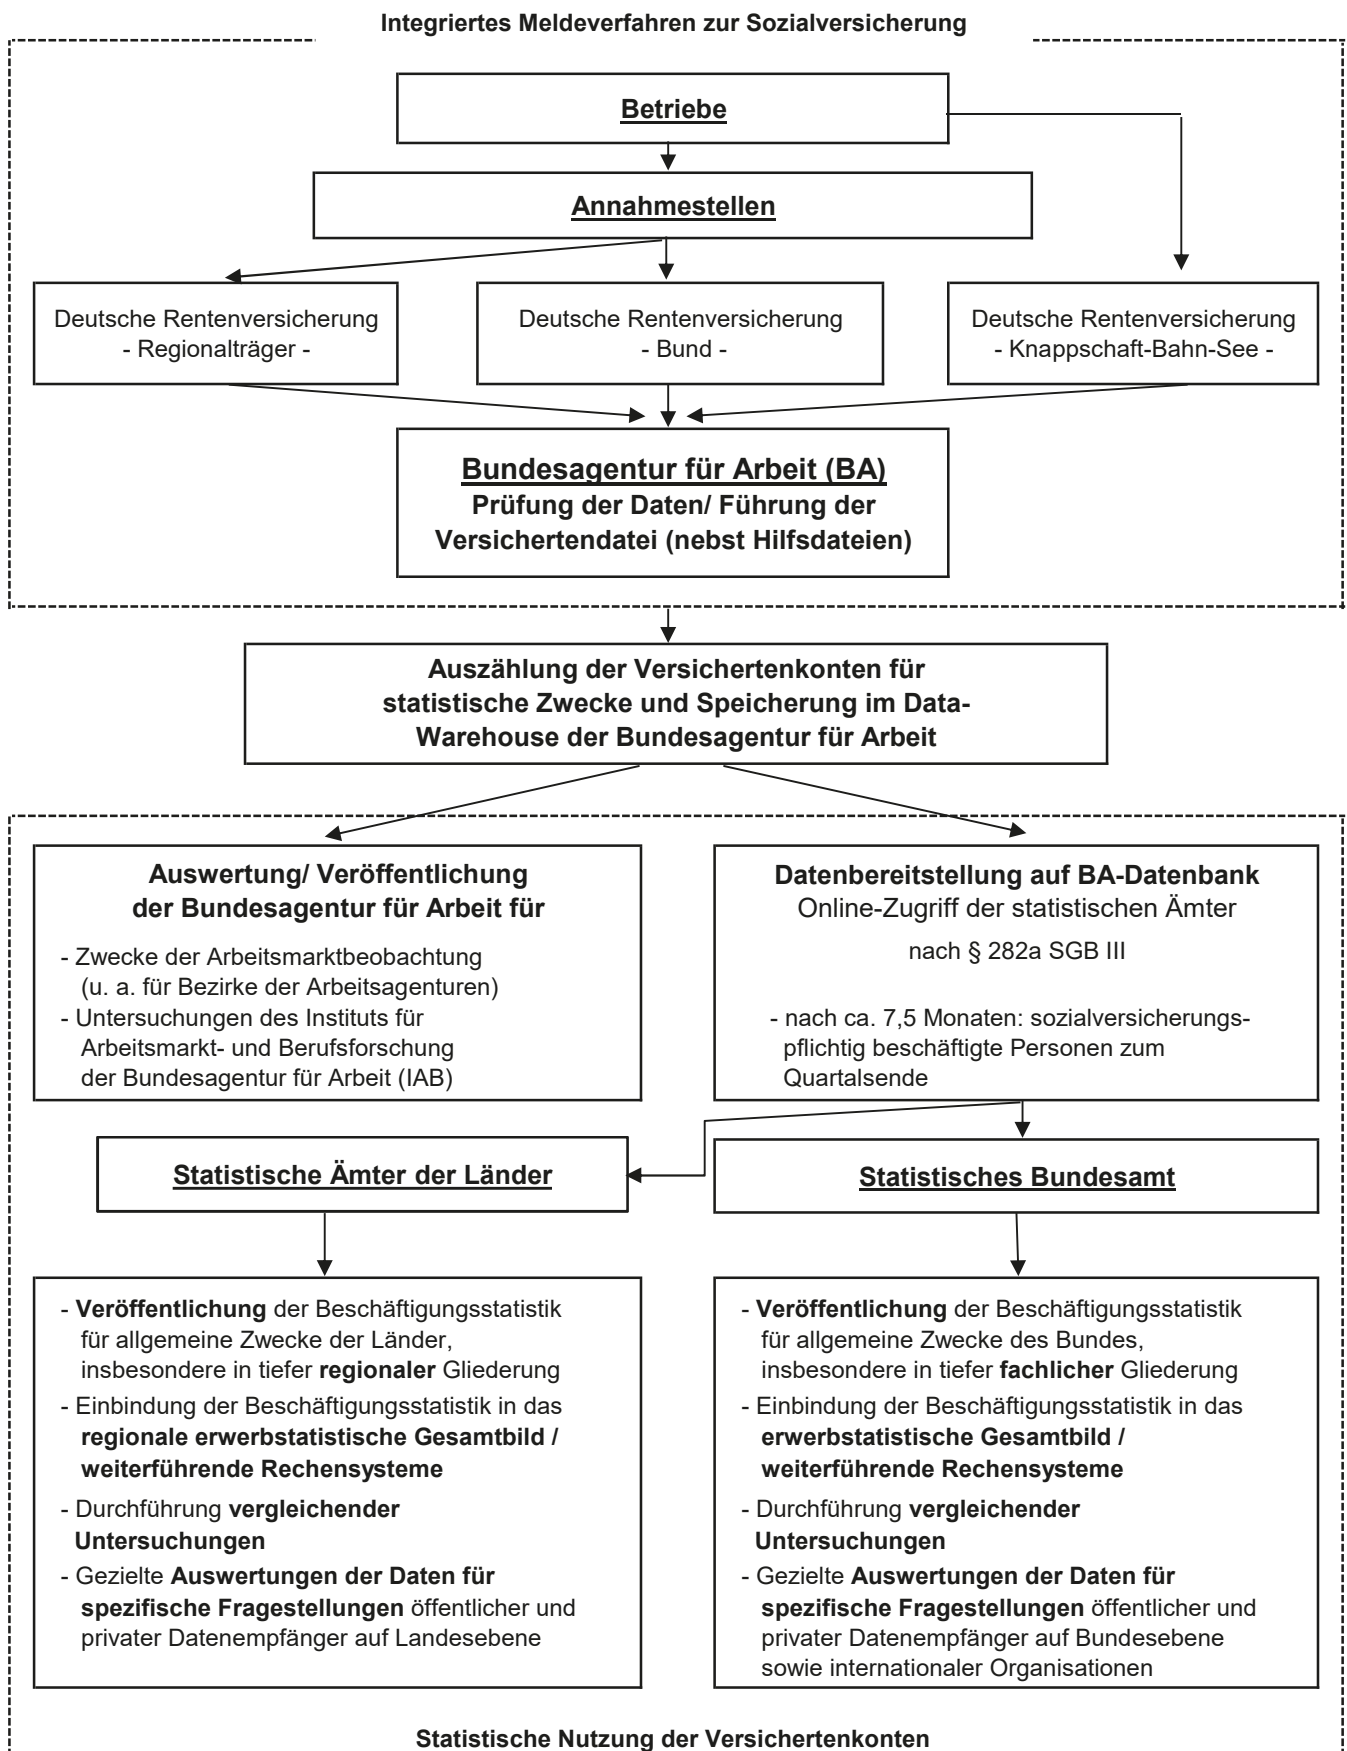 Integriertes Meldeverfahren zur Sozialversicherung
Betriebe
Annahmestellen
Deutsche Rentenversicherung
- Regionalträger -
Deutsche Rentenversicherung
- Bund -
Deutsche Rentenversicherung
- Knappschaft-Bahn-See -
Bundesagentur für Arbeit (BA)
Prüfung der Daten/ Führung der
Versichertendatei (nebst Hilfsdateien)
Auszählung der Versichertenkonten für
statistische Zwecke und Speicherung im Data-
Warehouse der Bundesagentur für Arbeit
Auswertung/ Veröffentlichung
der Bundesagentur für Arbeit für
- Zwecke der Arbeitsmarktbeobachtung
(u. a. für Bezirke der Arbeitsagenturen)
- Untersuchungen des Instituts für
Arbeitsmarkt- und Berufsforschung
der Bundesagentur für Arbeit (IAB)
Datenbereitstellung auf BA-Datenbank
Online-Zugriff der statistischen Ämter
nach § 282a SGB III
- nach ca. 7,5 Monaten: sozialversicherungs-
pflichtig beschäftigte Personen zum
Quartalsende
Statistische Ämter der Länder
Statistisches Bundesamt
- Veröffentlichung der Beschäftigungsstatistik
für allgemeine Zwecke der Länder,
insbesondere in tiefer regionaler Gliederung
- Einbindung der Beschäftigungsstatistik in das
regionale erwerbstatistische Gesamtbild /
weiterführende Rechensysteme
- Durchführung vergleichender
Untersuchungen
- Gezielte Auswertungen der Daten für
spezifische Fragestellungen öffentlicher und
privater Datenempfänger auf Landesebene
- Veröffentlichung der Beschäftigungsstatistik
für allgemeine Zwecke des Bundes,
insbesondere in tiefer fachlicher Gliederung
- Einbindung der Beschäftigungsstatistik in das
erwerbstatistische Gesamtbild /
weiterführende Rechensysteme
- Durchführung vergleichender
Untersuchungen
- Gezielte Auswertungen der Daten für
spezifische Fragestellungen öffentlicher und
privater Datenempfänger auf Bundesebene
sowie internationaler Organisationen
Statistische Nutzung der Versichertenkonten